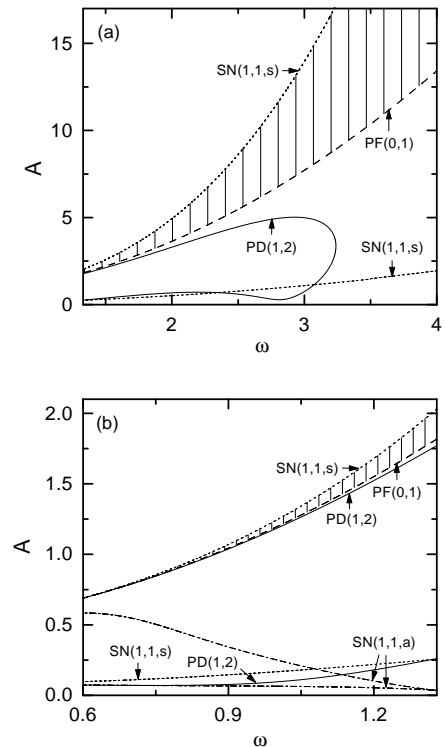 (a)
SN(1,1,s)
PF(0,1)
PD(1,2)
SN(1,1,s)
A
15
10
5
0
2
3
4
ω
(b)
SN(1,1,s)
PF(0,1)
PD(1,2)
SN(1,1,s)
PD(1,2)
SN(1,1,a)
A
2.0
1.5
1.0
0.5
0.0
0.6
0.9
1.2
ω